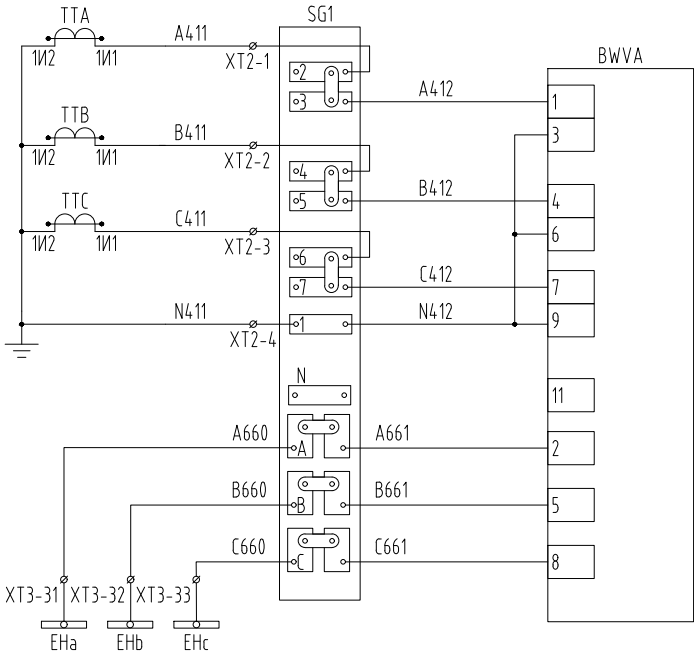 TTA
A411
SG1
1И2
1И1
XT2-1
BWVA
2
3
A412
1
3
TTB
B411
1И2
1И1
XT2-2
4
5
B412
4
6
TTC
C411
1И2
1И1
XT2-3
6
7
C412
7
N411
1
N412
9
XT2-4
N
11
A660
A
A661
2
B660
B
B661
5
C660
C
C661
8
XT3-31
XT3-32
XT3-33
EHa
EHb
EHc